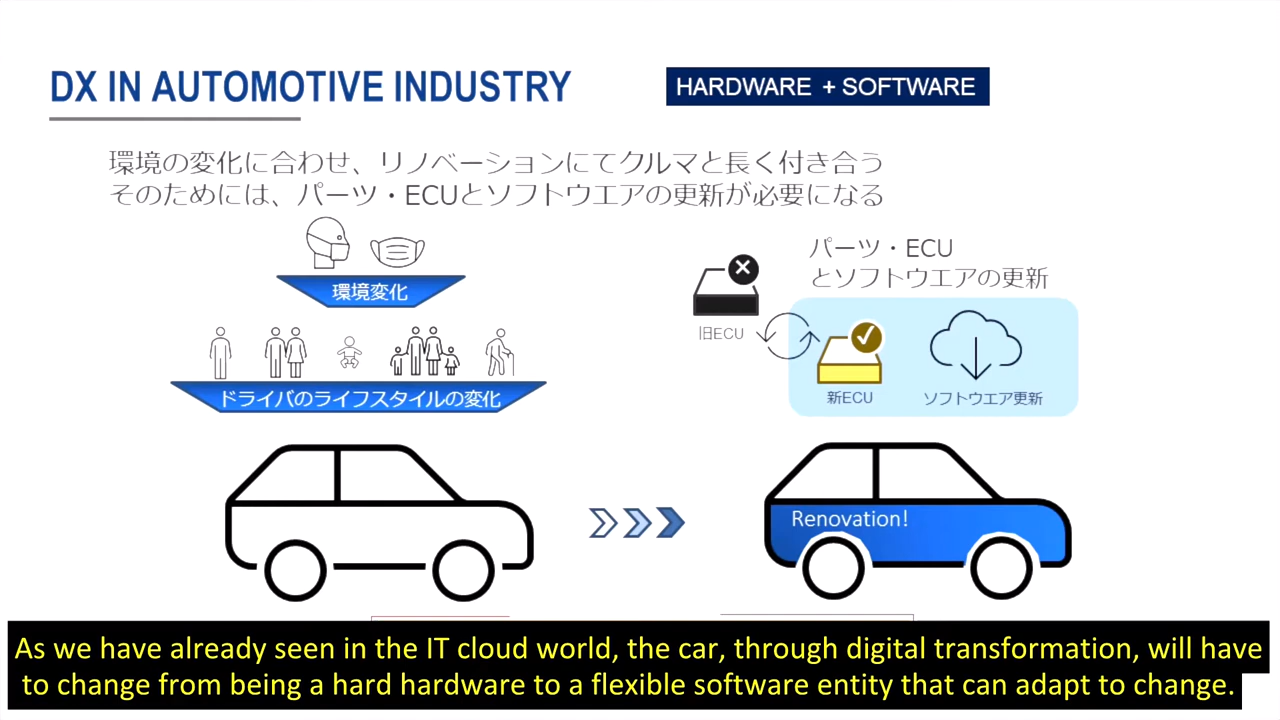 DX IN AUTOMOTIVE INDUSTRY
HARDWARE + SOFTWARE
環境の変化に合わせ、リノベーションにてクルマと長く付き合う
そのためには、パーツ・ECUとソフトウエアの更新が必要になる
環境変化
ドライバのライフスタイルの変化
パーツ・ECU
とソフトウエアの更新
旧ECU
新ECU
ソフトウエア更新
Renovation!
As we have already seen in the IT cloud world, the car, through digital transformation, will have
to change from being a hard hardware to a flexible software entity that can adapt to change.